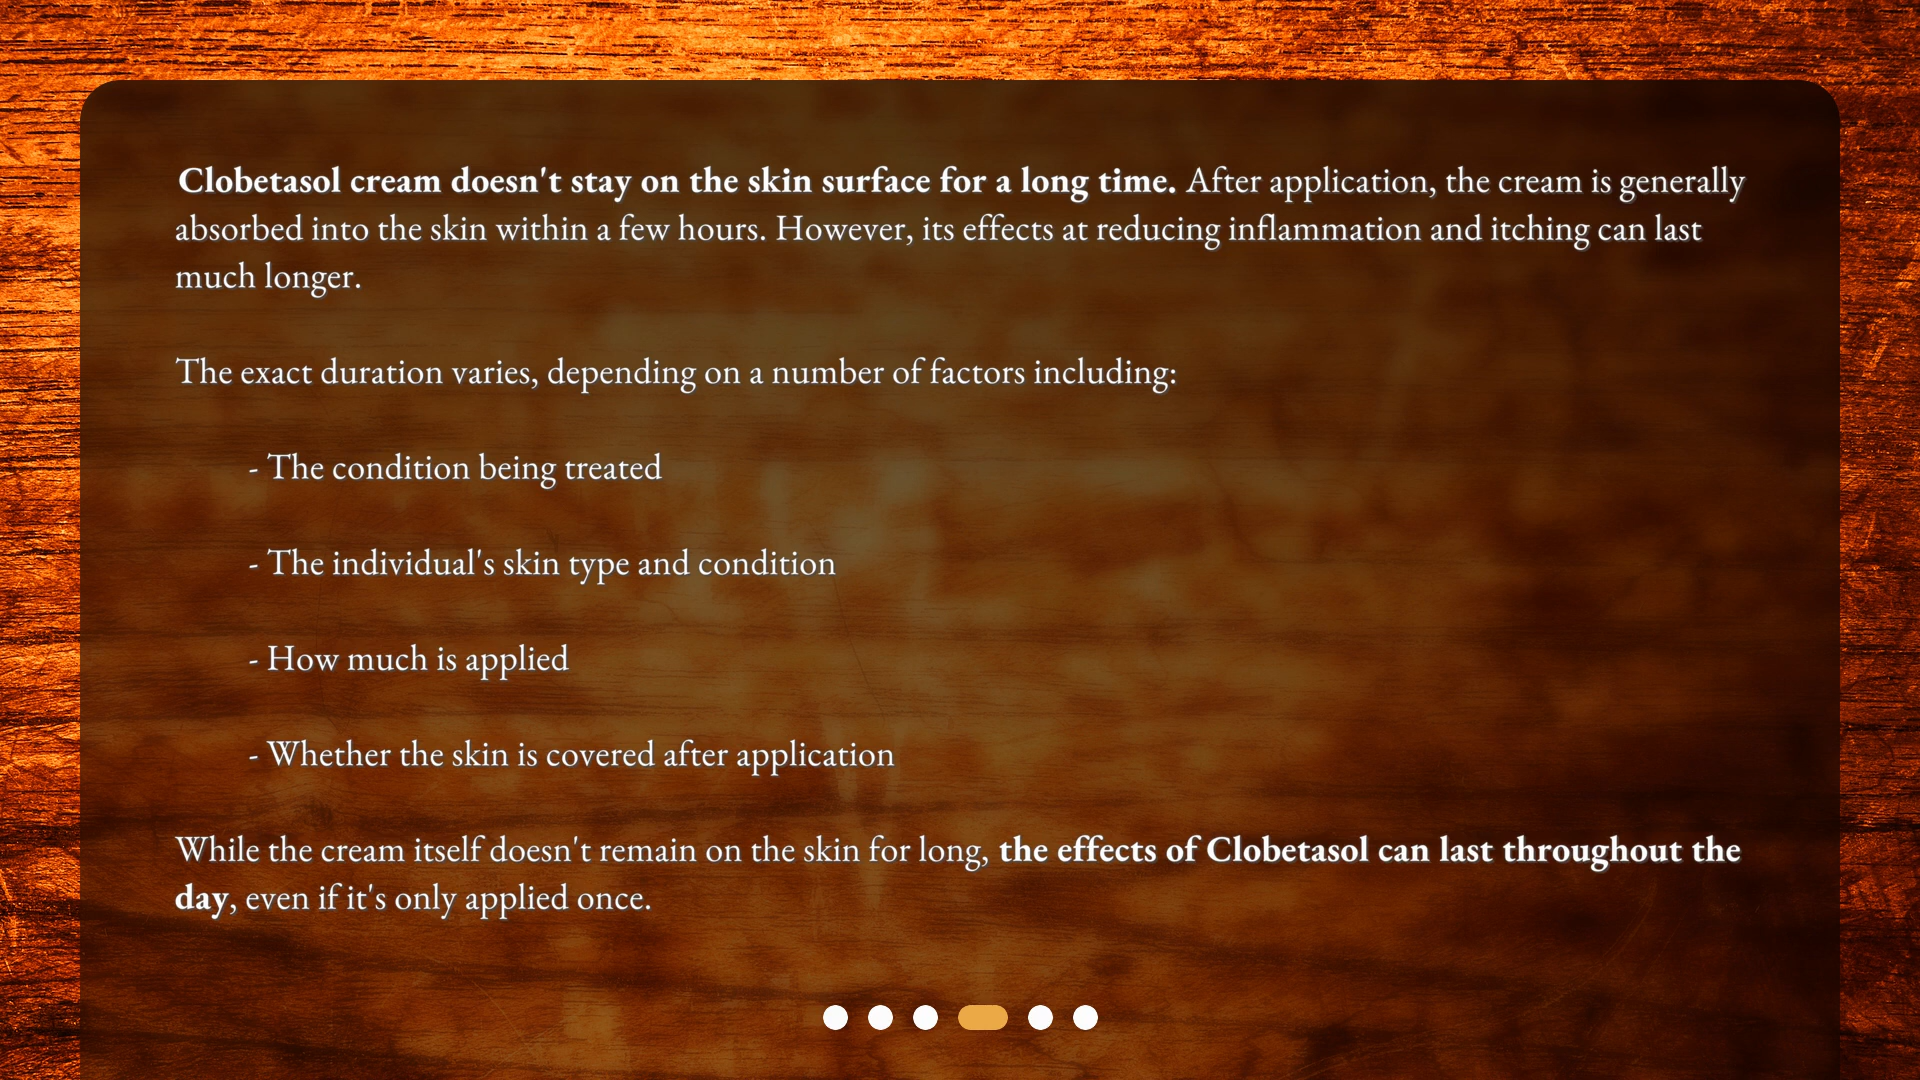 Clobetasol cream doesn't stay on the skin surface for a long time. After application, the cream is generally
absorbed into the skin within a few hours. However, its effects at reducing inflammation and itching can last
much longer.
The exact duration varies, depending on a number of factors including:
- The condition being treated
- The individual's skin type and condition
- How much is applied
- Whether the skin is covered after application
While the cream itself doesn't remain on the skin for long, the effects of Clobetasol can last throughout the
day, even if it's only applied once.